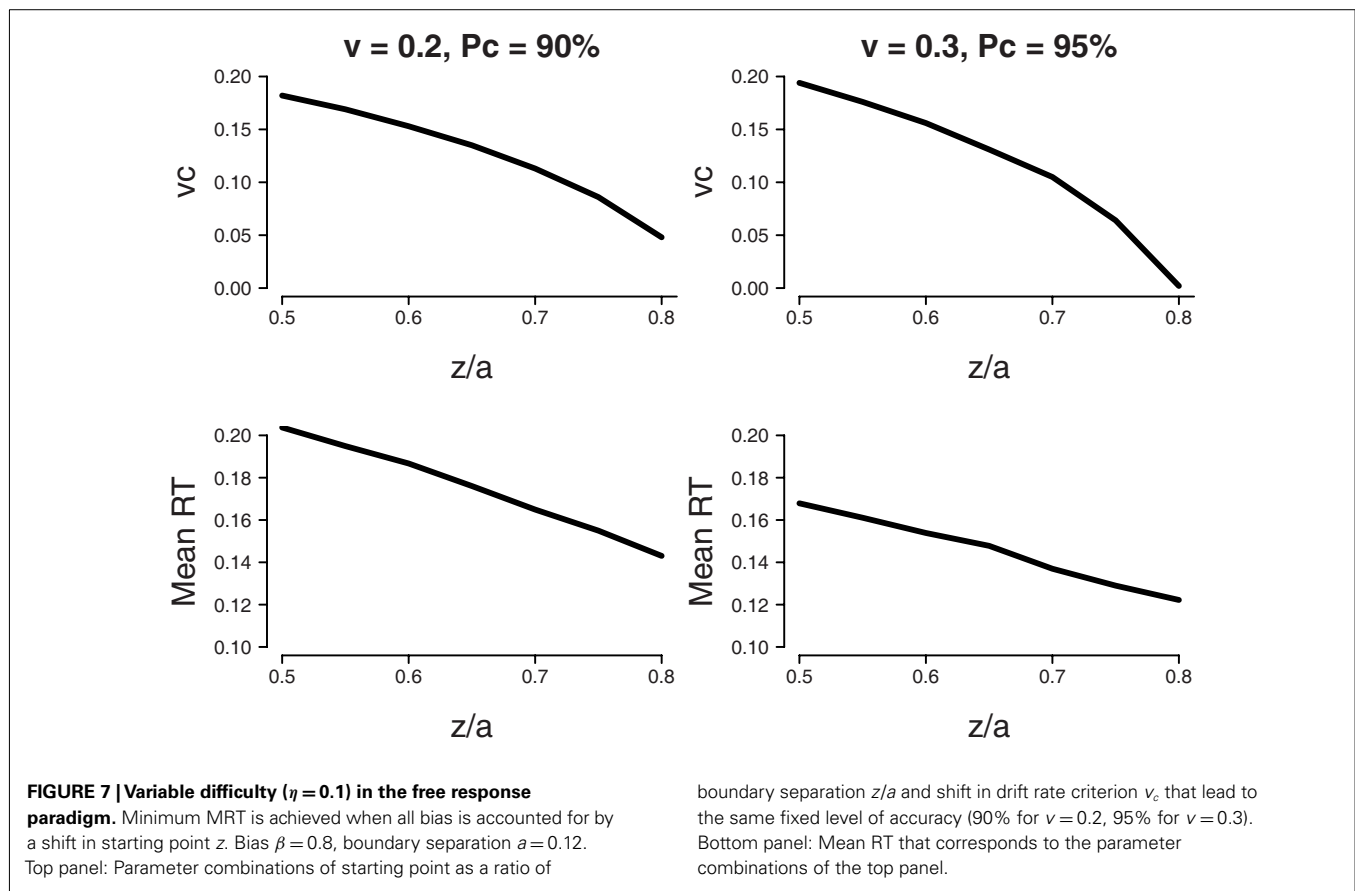 v = 0.2, Pc = 90%
v = 0.3, Pc = 95%
0.20
0.15
0.10
0.05
0.00
vc
0.5
0.6
0.7
0.8
z/a
0.20
0.15
0.10
0.05
0.00
vc
0.5
0.6
0.7
0.8
z/a
0.20
0.18
0.16
0.14
0.12
0.10
Mean RT
0.5
0.6
0.7
0.8
z/a
0.20
0.18
0.16
0.14
0.12
0.10
Mean RT
0.5
0.6
0.7
0.8
z/a
FIGURE 7 | Variable difficulty (η = 0.1) in the free response
paradigm. Minimum MRT is achieved when all bias is accounted for by
a shift in starting point z. Bias β = 0.8, boundary separation a = 0.12.
Top panel: Parameter combinations of starting point as a ratio of
boundary separation z/a and shift in drift rate criterion vc that lead to
the same fixed level of accuracy (90% for v = 0.2, 95% for v = 0.3).
Bottom panel: Mean RT that corresponds to the parameter
combinations of the top panel.